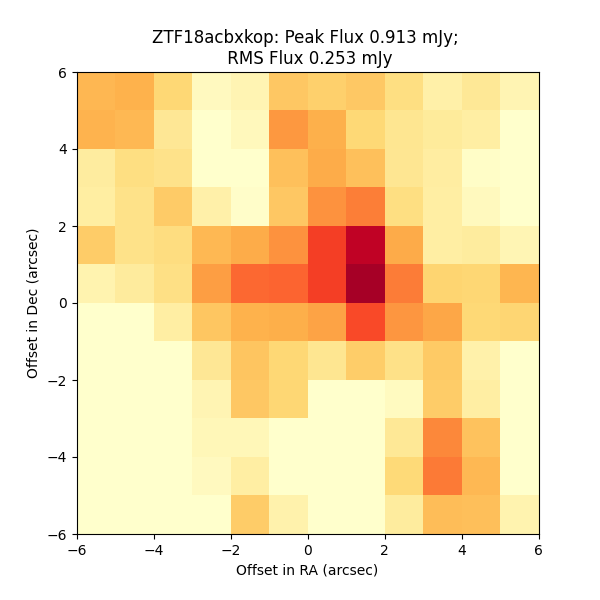 ZTF18acbxkop: Peak Flux 0.913 mJy;
RMS Flux 0.253 mJy
6
4
2
0
−2
−4
−6
Offset in Dec (arcsec)
−6 −4 −2 0 2 4 6
Offset in RA (arcsec)